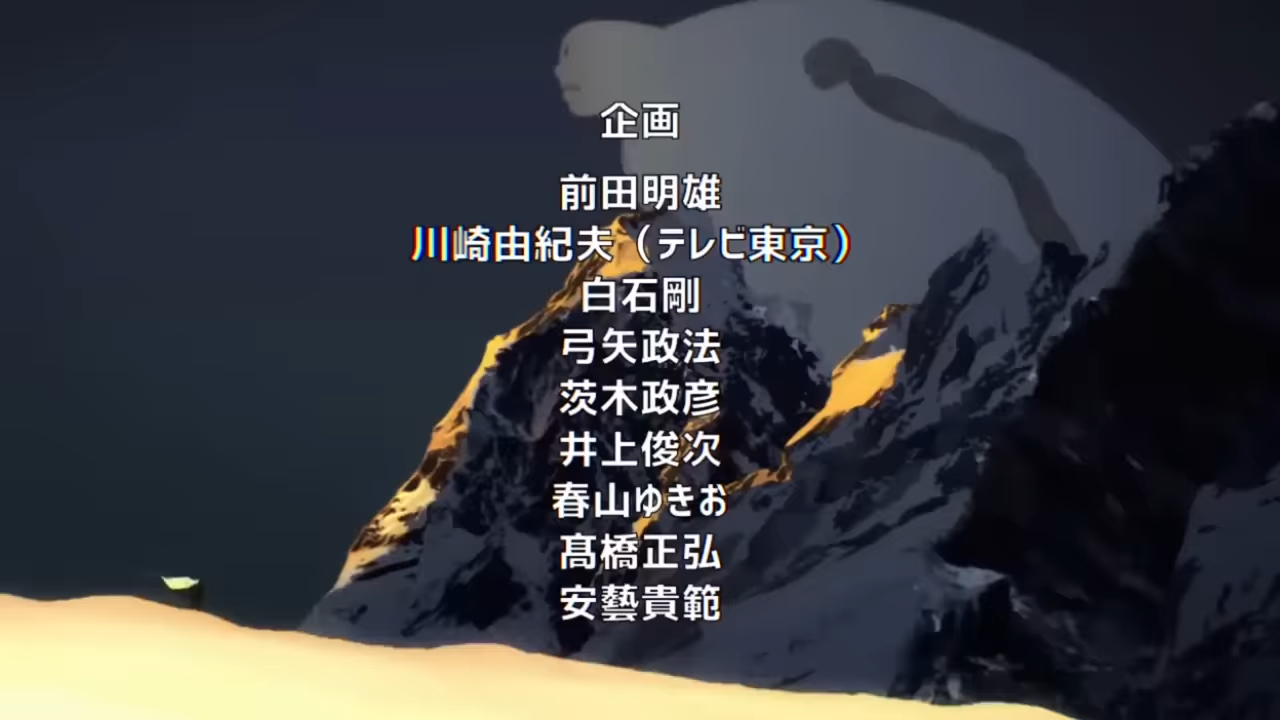 企画
前田明雄
川崎由紀夫（テレビ東京）
白石剛
弓矢政法
茨木政彦
井上俊次
春山ゆきお
髙橋正弘
安藝貴範